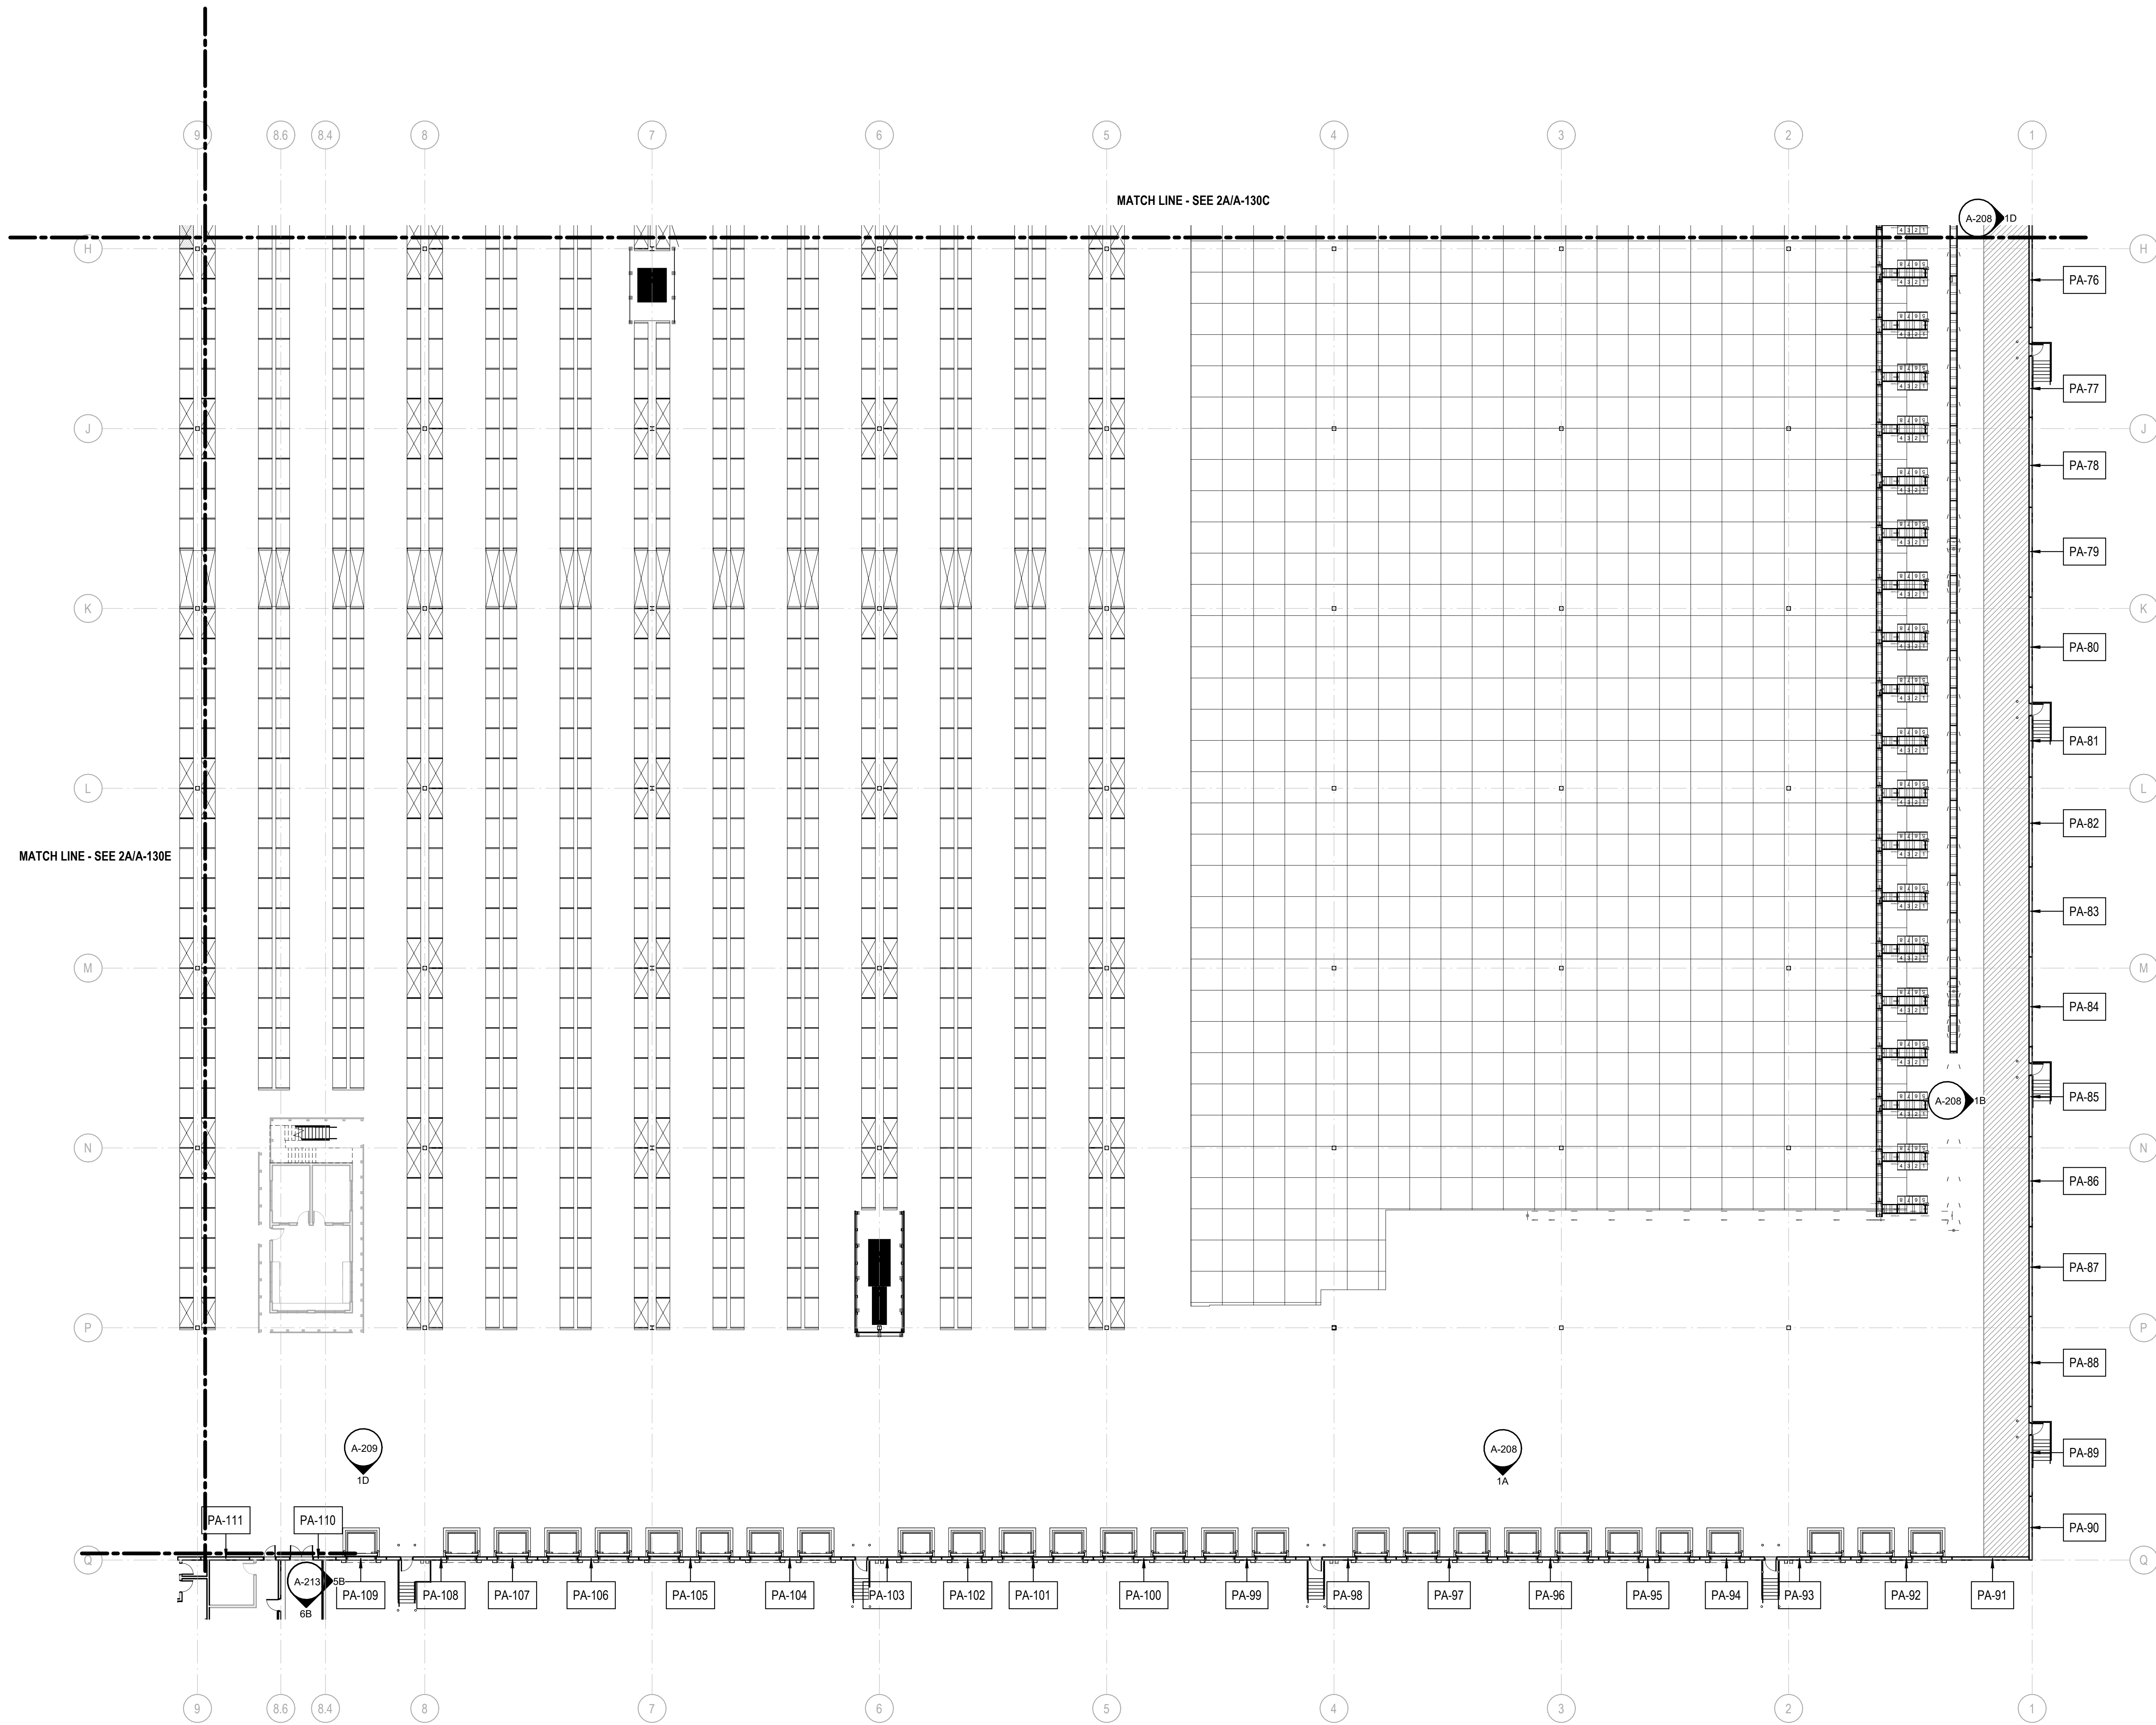 9
8.6
8.4
8
7
6
5
4
3
2
1
MATCH LINE - SEE 2A/A-130C
A-208
1D
H
H
PA-76
PA-77
J
J
PA-78
PA-79
K
K
PA-80
PA-81
L
L
PA-82
MATCH LINE - SEE 2A/A-130E
PA-83
M
M
PA-84
PA-85
A-208
1B
N
N
PA-86
PA-87
P
P
PA-88
A-209
1D
A-208
1A
PA-89
PA-111
PA-110
PA-90
Q
Q
A-213
5B
6B
PA-109
PA-108
PA-107
PA-106
PA-105
PA-104
PA-103
PA-102
PA-101
PA-100
PA-99
PA-98
PA-97
PA-96
PA-95
PA-94
PA-93
PA-92
PA-91
9
8.6
8.4
8
7
6
5
4
3
2
1